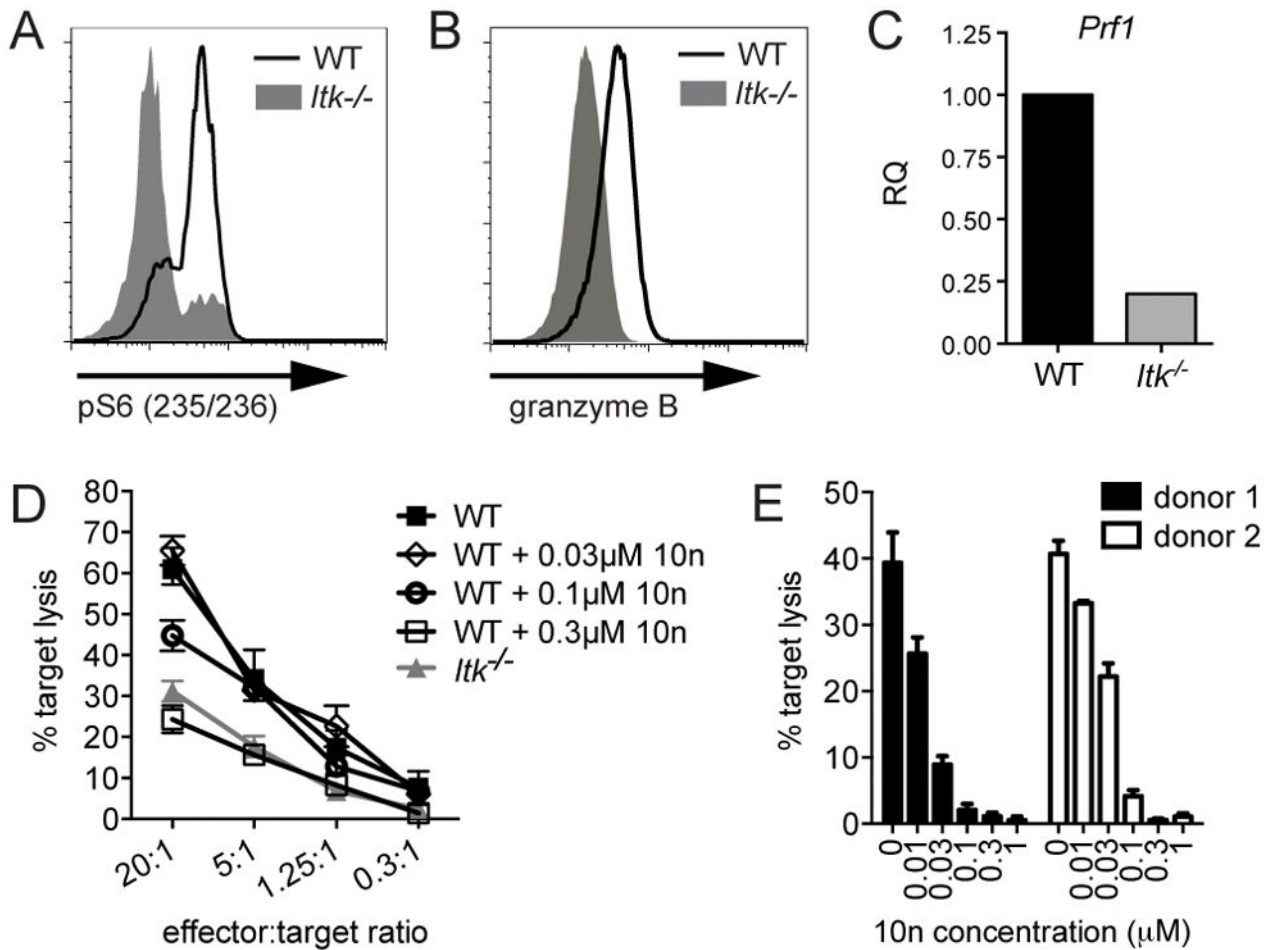 A
WT
Itk-/-
pS6 (235/236)
B
WT
Itk-/-
granzyme B
C
Prf1
1.25
1.00
0.75
0.50
0.25
0.00
RQ
WT
Itk-/-
D
80
70
60
50
40
30
20
10
0
% target lysis
20:1
5:1
1.25:1
0.3:1
effector:target ratio
WT
WT + 0.03µM 10n
WT + 0.1µM 10n
WT + 0.3µM 10n
Itk-/-
E
donor 1
donor 2
50
40
30
20
10
0
% target lysis
0
0.01
0.03
0.1
0.3
1
0
0.01
0.03
0.1
0.3
1
10n concentration (µM)